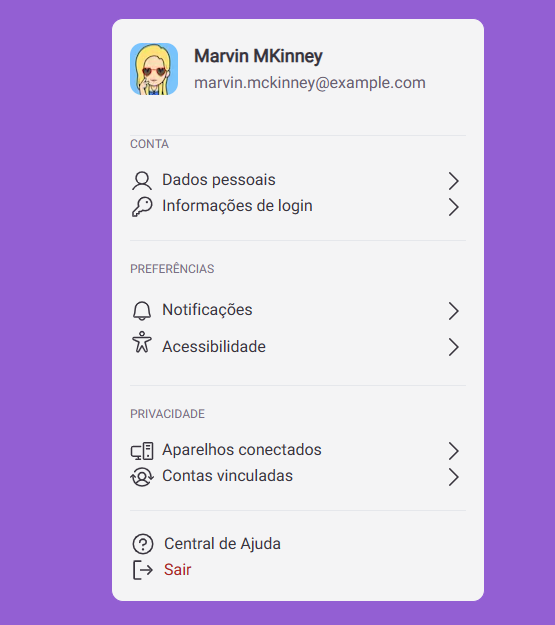 Marvin MKinney
marvin.mckinney@example.com
CONTA
Dados pessoais
Informações de login
PREFERÊNCIAS
Notificações
Acessibilidade
PRIVACIDADE
Aparelhos conectados
Contas vinculadas
Central de Ajuda
Sair